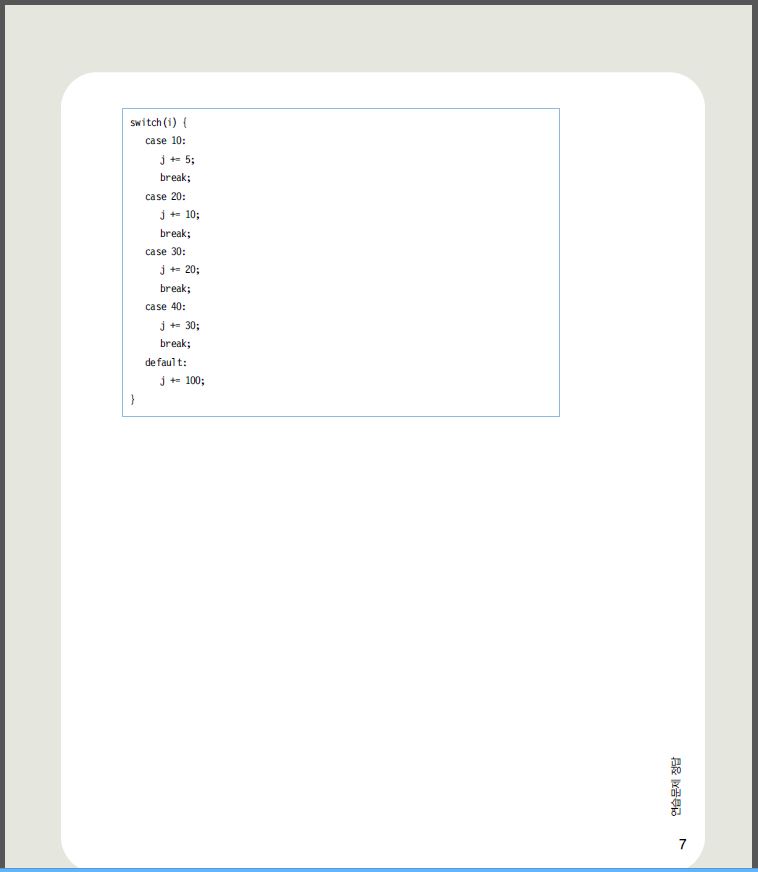 switch(i) {
case 10:
j += 5;
break;
case 20:
j += 10;
break;
case 30:
j += 20;
break;
case 40:
j += 30;
break;
default:
j += 100;
}
연습문제 정답
7